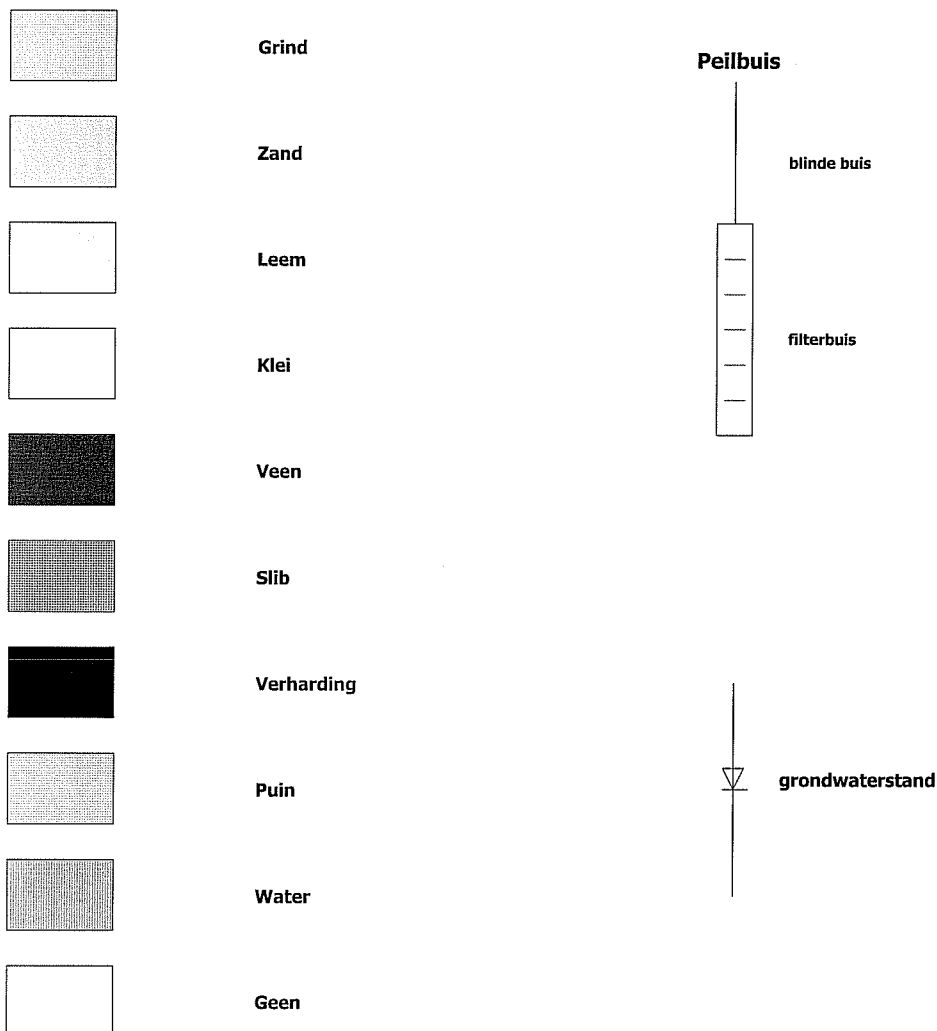 Grind
Zand
Leem
Klei
Veen
Slib
Verharding
Puin
Water
Geen
Peilbuis
blinde buis
filterbuis
grondwaterstand